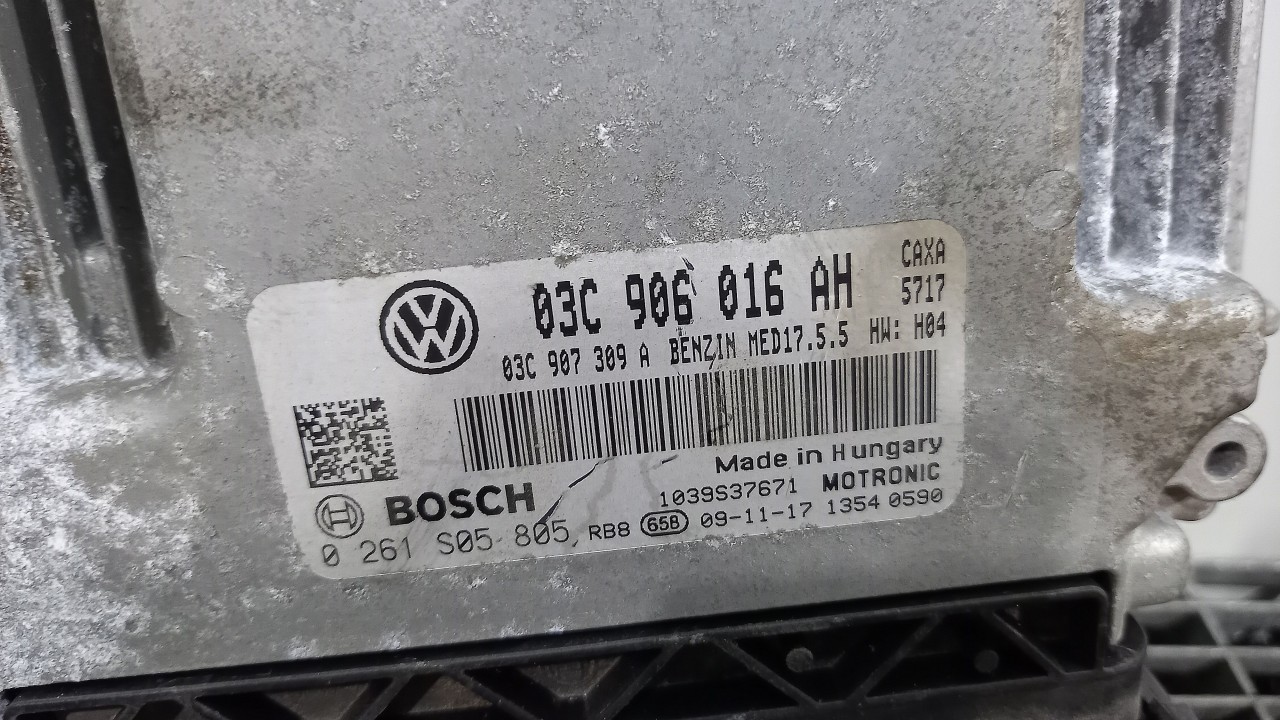 03C 906 016 AH CAXA
5717
03C 907 309 A BENZIN MED17.5.5 HW: H04
Made in Hungary
BOSCH 1039S37671 MOTRONIC
0 261 S05 805 RB8 65B 09-11-17 1354 0590